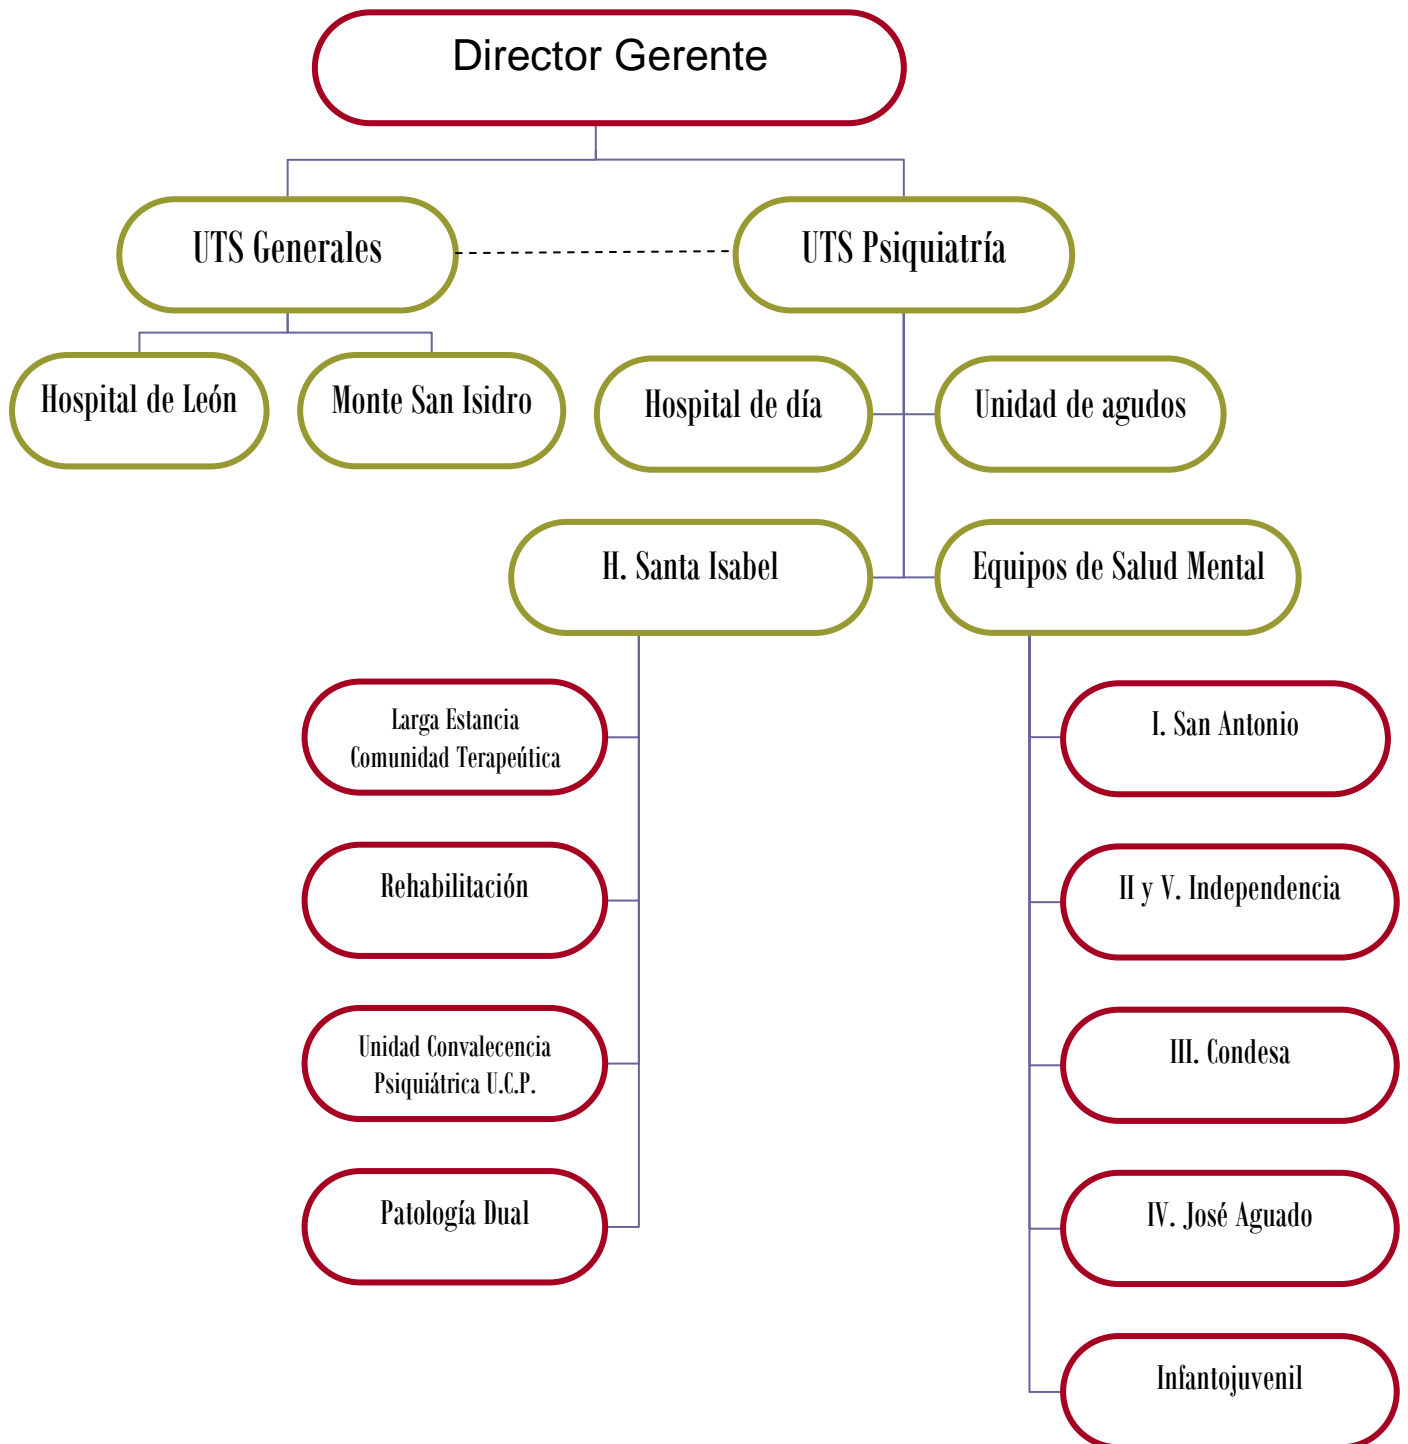 Director Gerente
UTS Generales
UTS Psiquiatría
Hospital de León
Monte San Isidro
Hospital de día
Unidad de agudos
H. Santa Isabel
Equipos de Salud Mental
Larga Estancia
Comunidad Terapeútica
Rehabilitación
Unidad Convalecencia
Psiquiátrica U.C.P.
Patología Dual
I. San Antonio
II y V. Independencia
III. Condesa
IV. José Aguado
Infantojuvenil